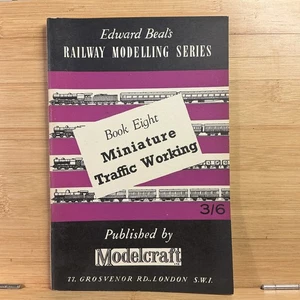 Edward Beal's
RAILWAY MODELLING SERIES
Book Eight
Miniature
Traffic Working
3/6
Published by
Modelcraft
77, GROSVENOR RD., LONDON S.W.1.